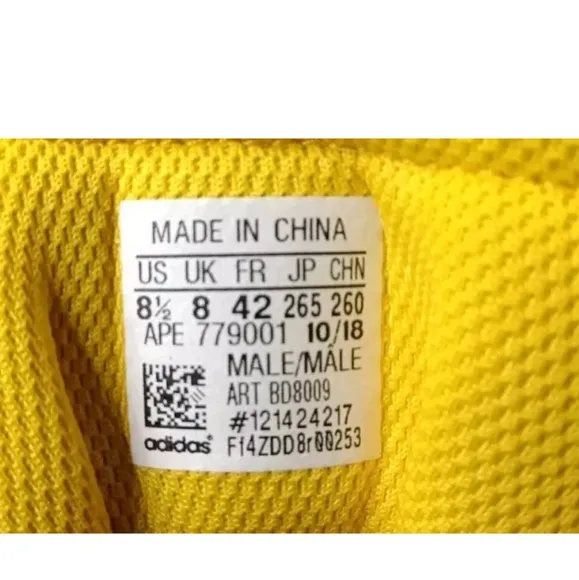 MADE IN CHINA
US UK FR JP CHN
8½ 8 42 265 260
APE 779001 10/18
MALE/MÂLE
ART BD8009
#121424217
adidas® F14ZDD8r00253